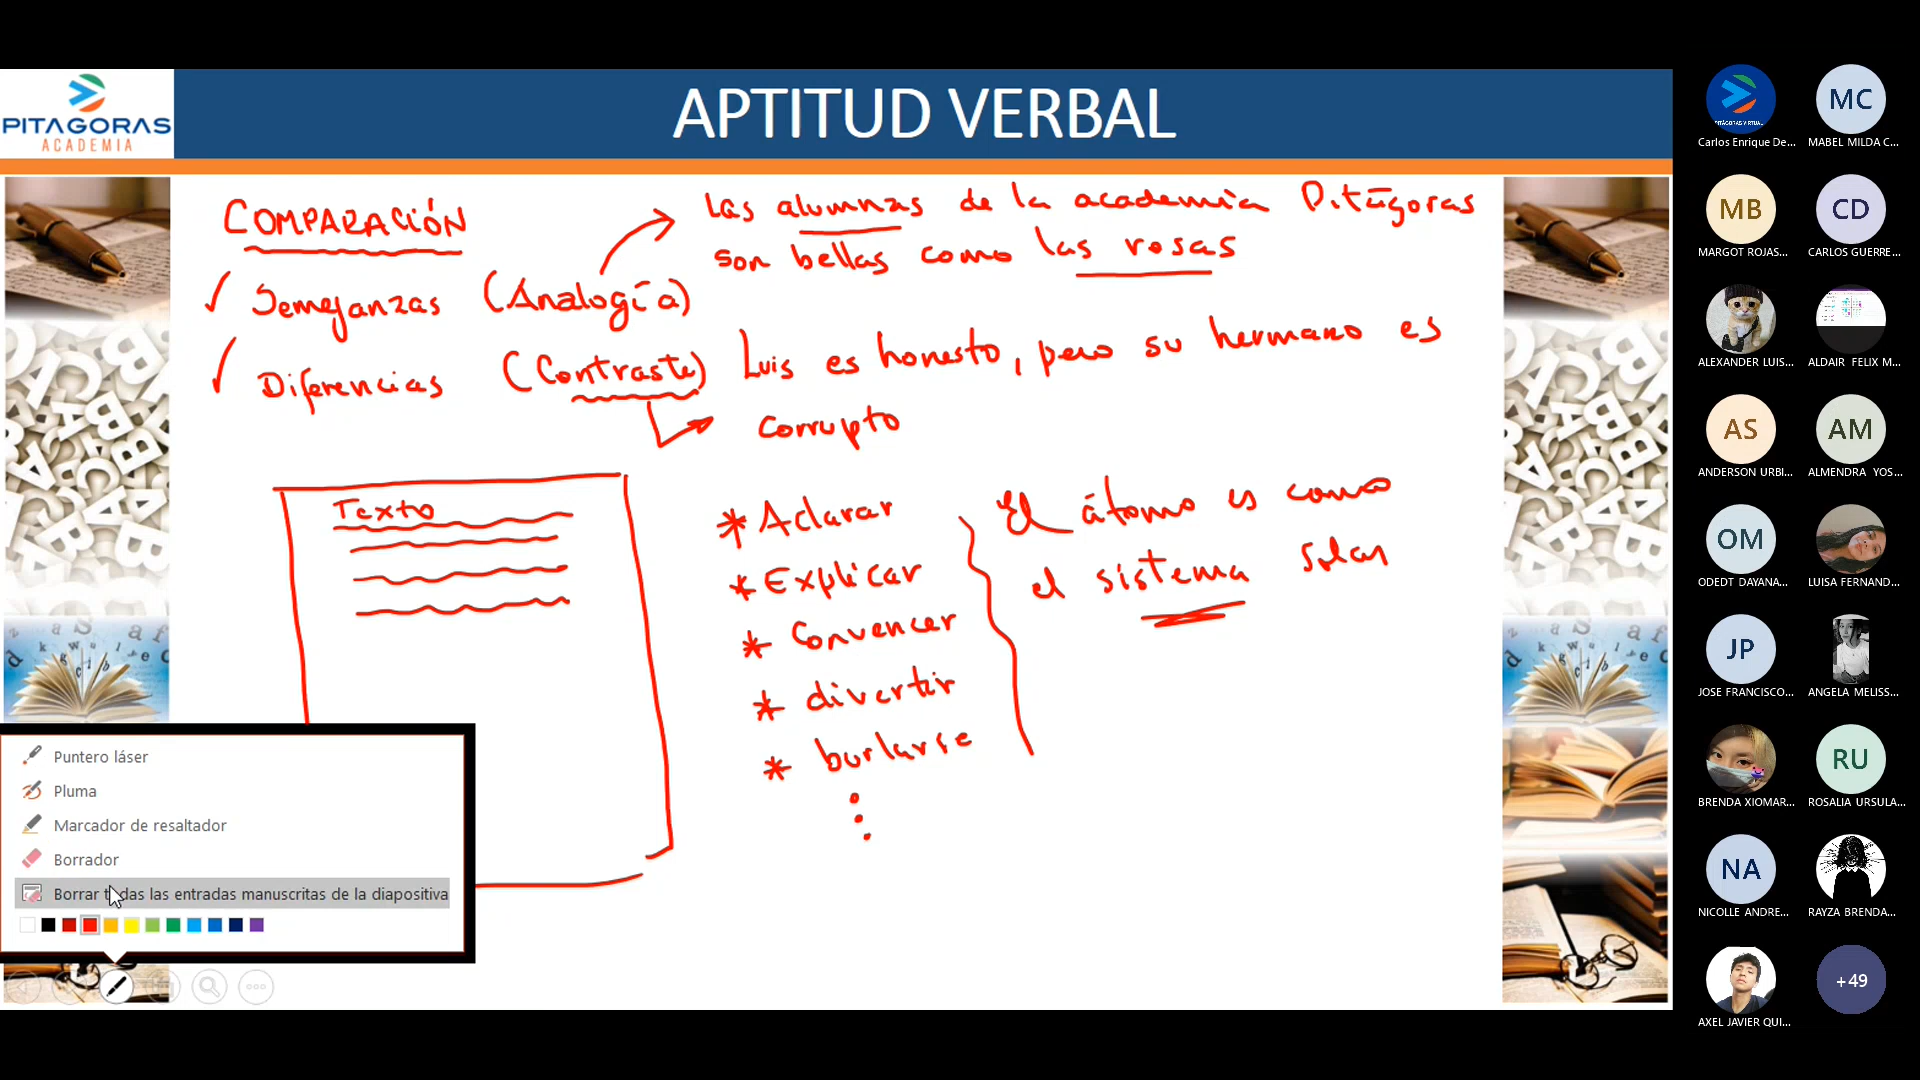 PITAGORAS
ACADEMIA
APTITUD VERBAL
COMPARACIÓN
✓ Semejanzas (Analogía)
Las alumnas de la academia Pitágoras
son bellas como las rosas
✓ Diferencias (Contraste)
Luis es honesto, pero su hermano es
corrupto
Texto
* Aclarar
* Explicar
* Convencer
* divertir
* burlarse
El átomo es como
el sistema solar
Puntero láser
Pluma
Marcador de resaltador
Borrador
Borrar todas las entradas manuscritas de la diapositiva
PITÁGORAS VIRTUAL
Carlos Enrique De...
MC
MABEL MILDA C...
MB
MARGOT ROJAS...
CD
CARLOS GUERRE...
ALEXANDER LUIS...
ALDAIR FELIX M...
AS
ANDERSON URBI...
AM
ALMENDRA YOS...
OM
ODEDT DAYANA...
LUISA FERNAND...
JP
JOSE FRANCISCO...
ANGELA MELISS...
BRENDA XIOMAR...
RU
ROSALIA URSULA...
NA
NICOLLE ANDRE...
RAYZA BRENDA...
AXEL JAVIER QUI...
+49